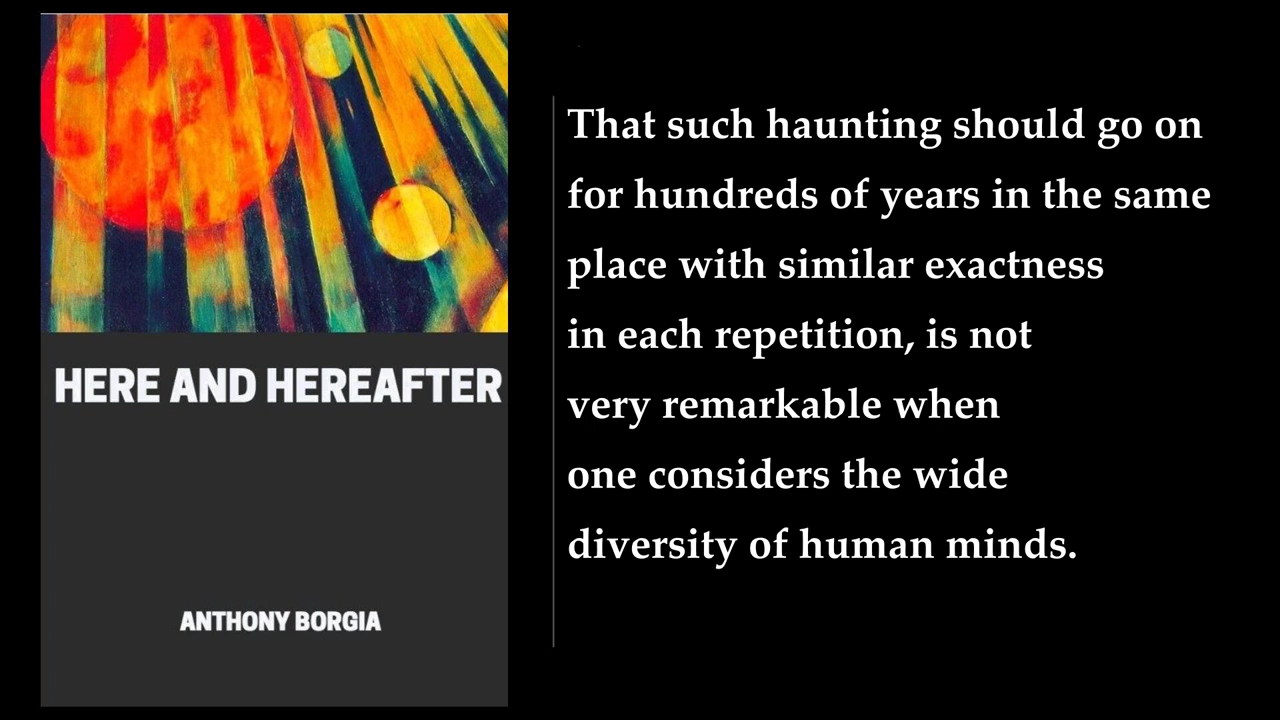 HERE AND HEREAFTER
ANTHONY BORGIA
That such haunting should go on
for hundreds of years in the same
place with similar exactness
in each repetition, is not
very remarkable when
one considers the wide
diversity of human minds.